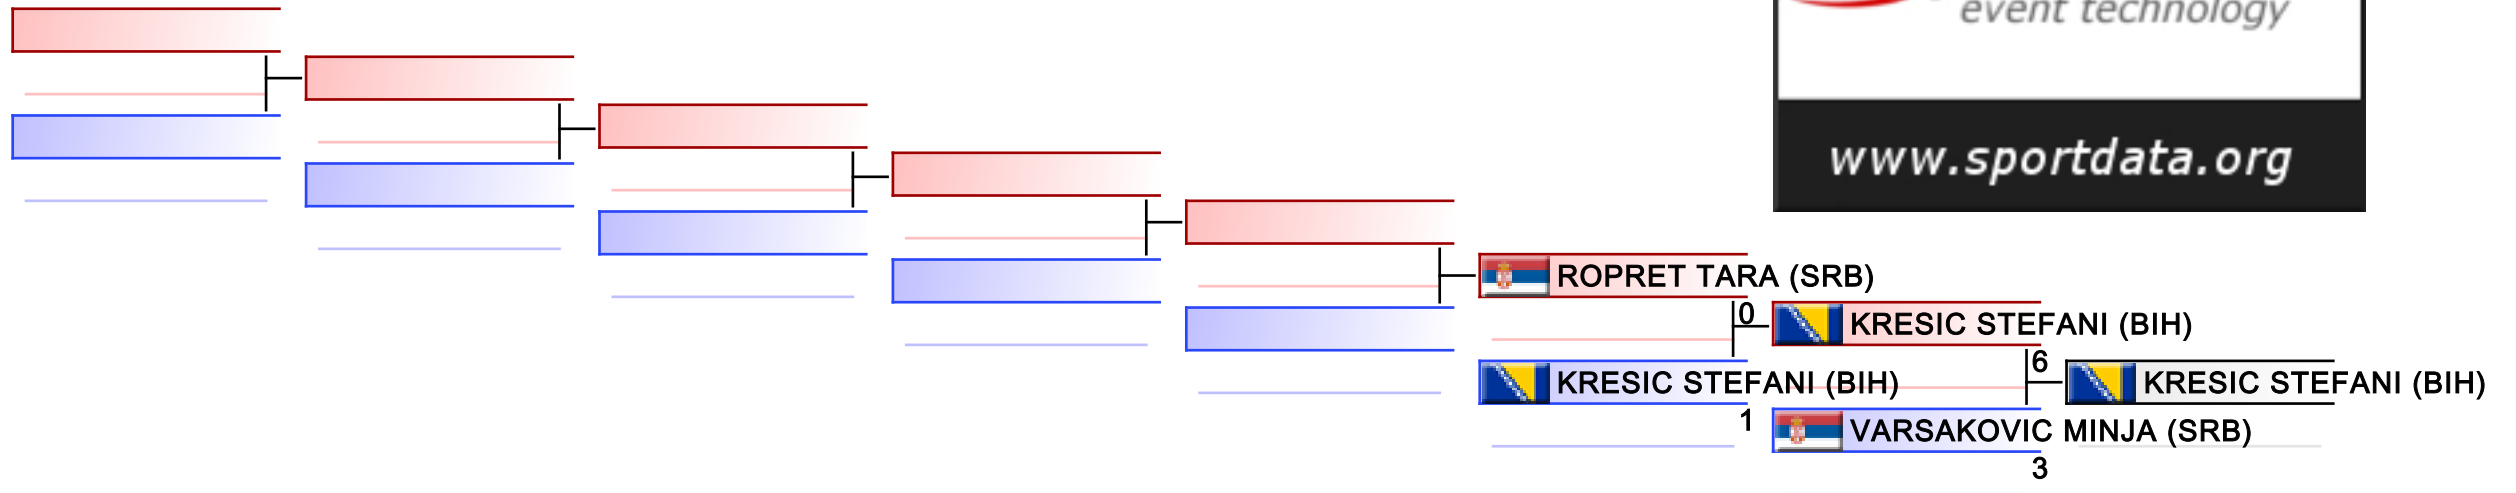 event technology
www.sportdata.org
ROPRET TARA (SRB)
0
KRESIC STEFANI (BIH)
6
KRESIC STEFANI (BIH)
KRESIC STEFANI (BIH)
1
VARSAKOVIC MINJA (SRB)
3